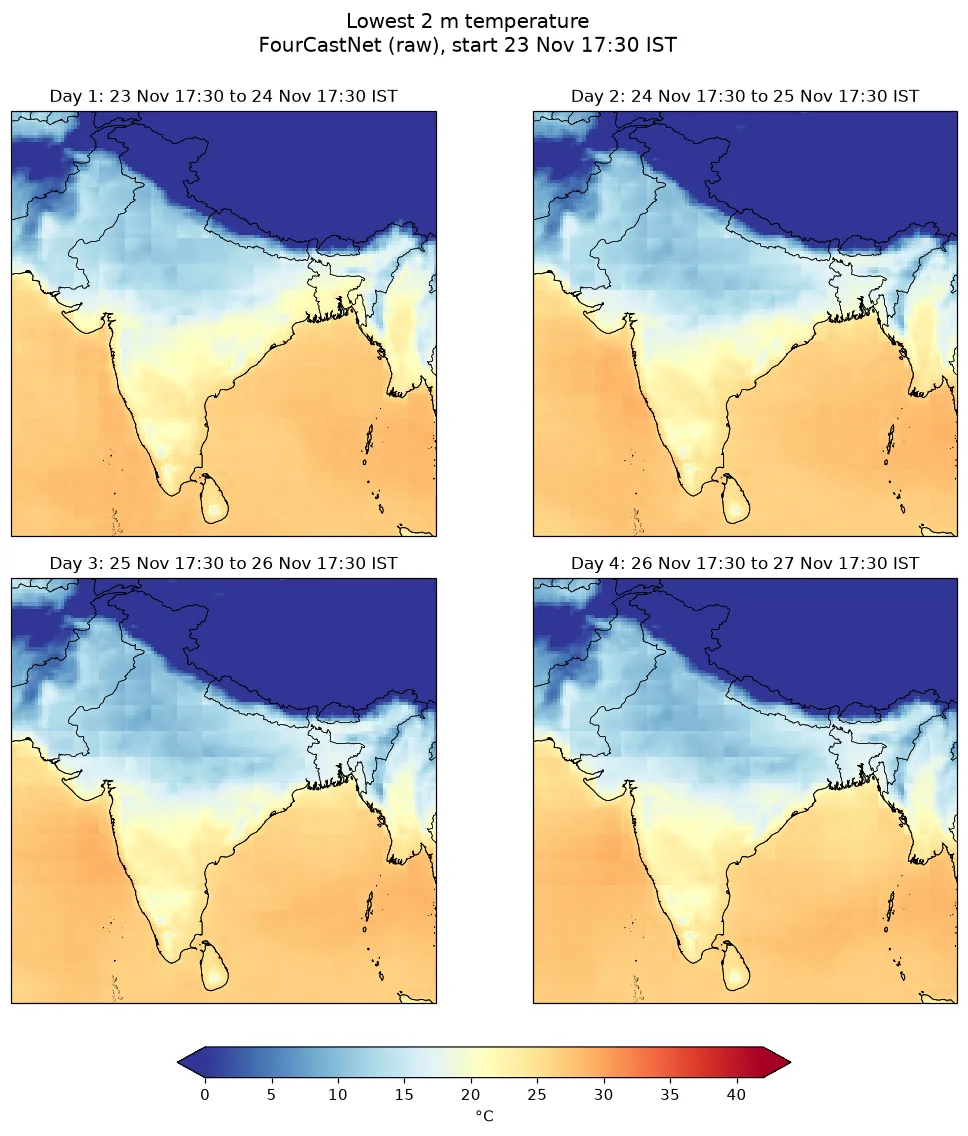 Lowest 2 m temperature
FourCastNet (raw), start 23 Nov 17:30 IST
Day 1: 23 Nov 17:30 to 24 Nov 17:30 IST
Day 2: 24 Nov 17:30 to 25 Nov 17:30 IST
Day 3: 25 Nov 17:30 to 26 Nov 17:30 IST
Day 4: 26 Nov 17:30 to 27 Nov 17:30 IST
0 5 10 15 20 25 30 35 40
°C